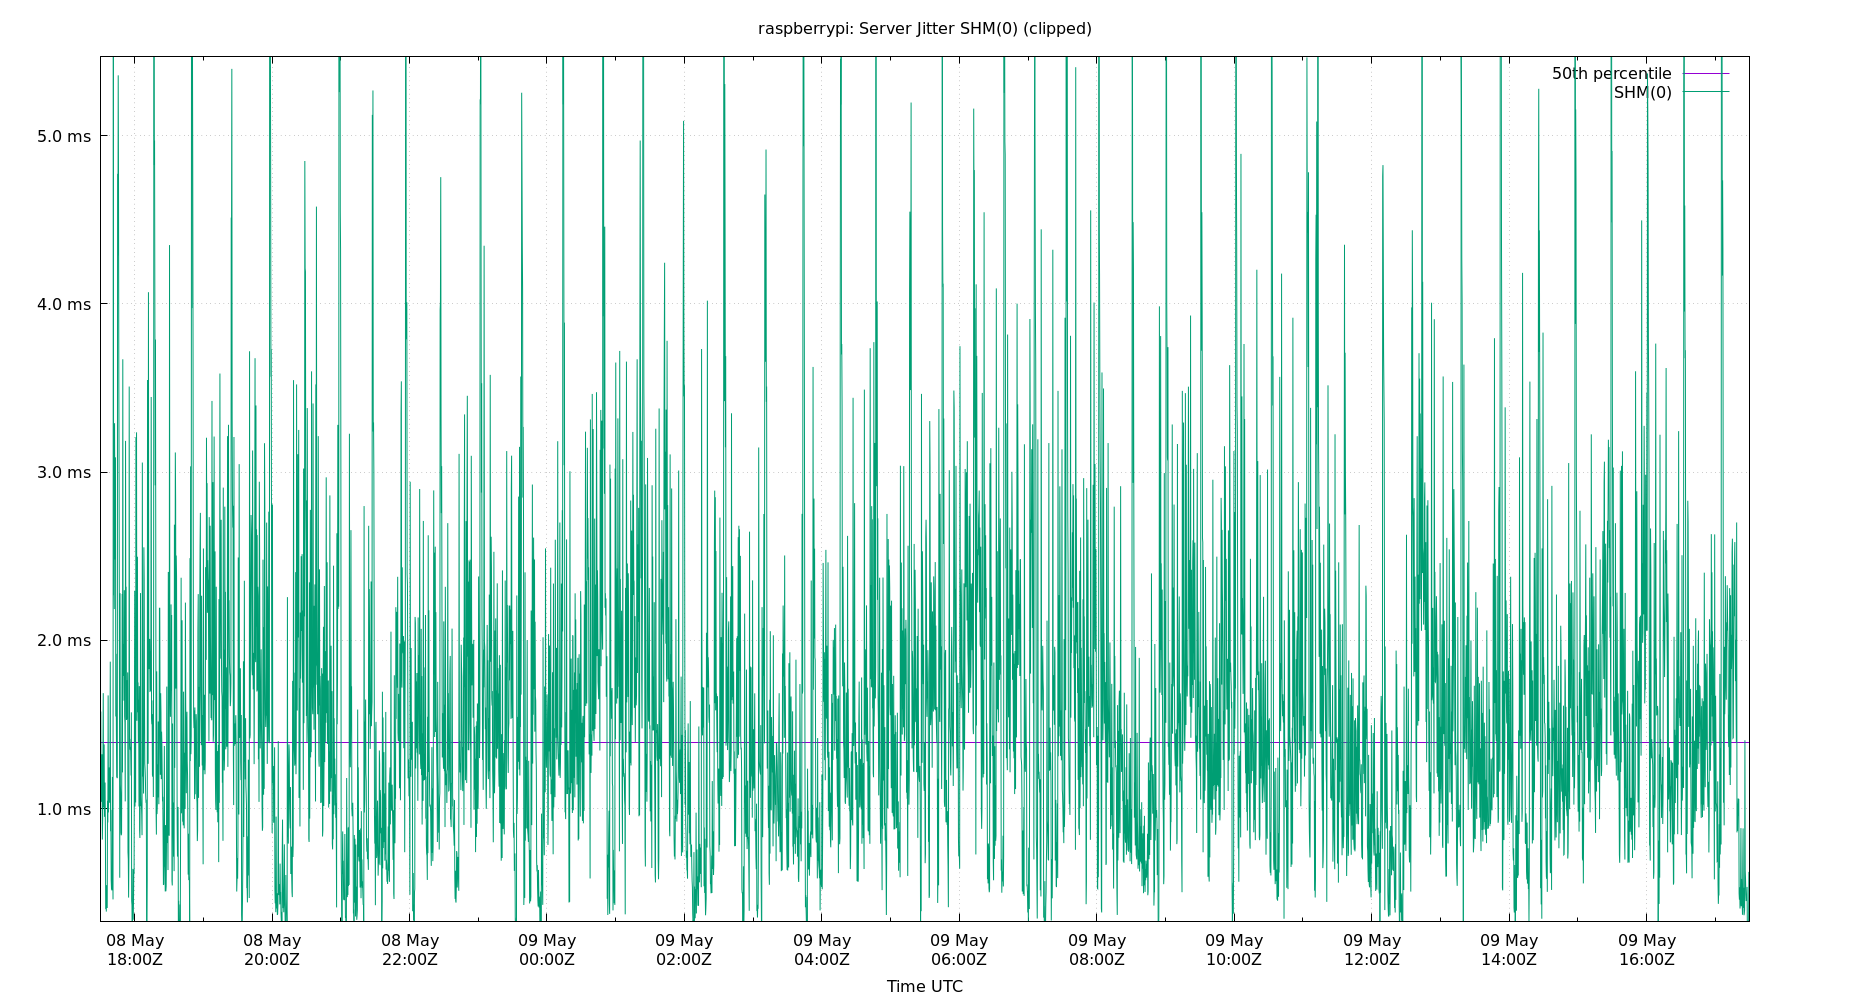 raspberrypi: Server Jitter SHM(0) (clipped)
50th percentile
SHM(0)
5.0 ms
4.0 ms
3.0 ms
2.0 ms
1.0 ms
08 May 08 May 08 May 09 May 09 May 09 May 09 May 09 May 09 May 09 May 09 May 09 May
18:00Z 20:00Z 22:00Z 00:00Z 02:00Z 04:00Z 06:00Z 08:00Z 10:00Z 12:00Z 14:00Z 16:00Z
Time UTC